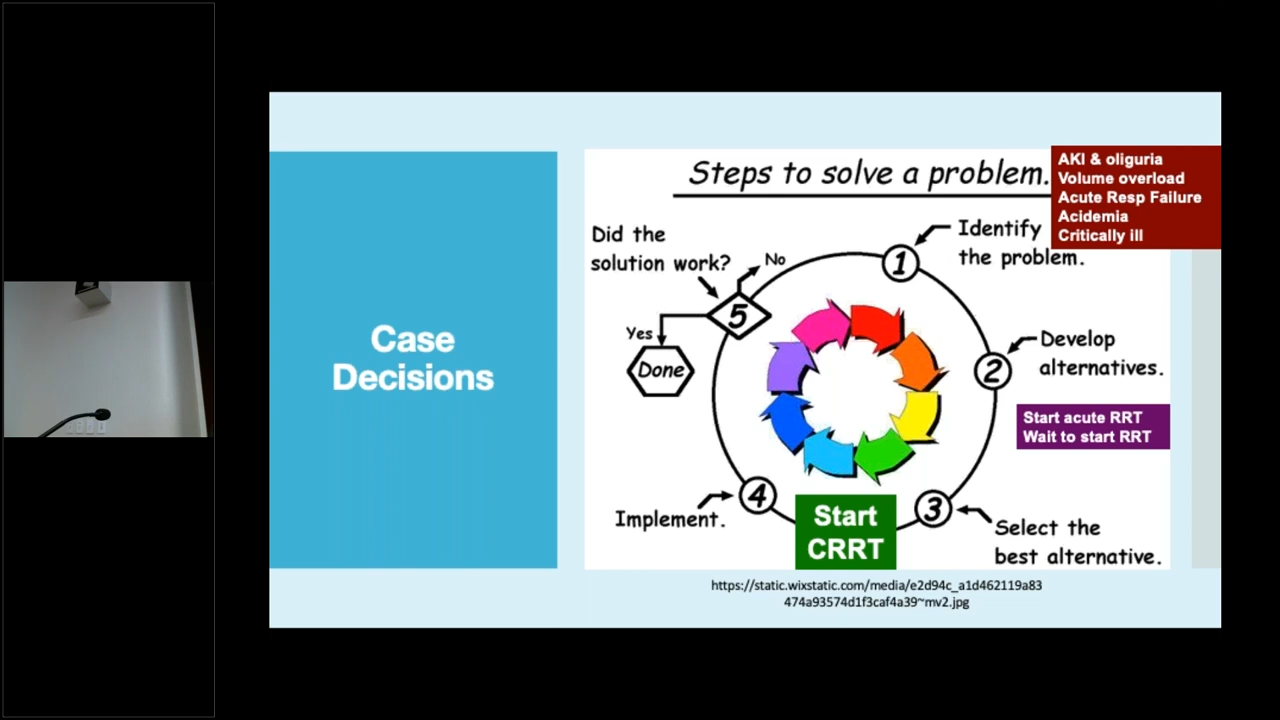 Case
Decisions
Steps to solve a problem.
AKI & oliguria
Volume overload
Acute Resp Failure
Acidemia
Critically ill
1
Identify
the problem.
2
Develop
alternatives.
Start acute RRT
Wait to start RRT
3
Select the
best alternative.
Start
CRRT
4
Implement.
5
Did the
solution work?
No
Yes
Done
https://static.wixstatic.com/media/e2d94c_a1d462119a83
474a93574d1f3caf4a39~mv2.jpg